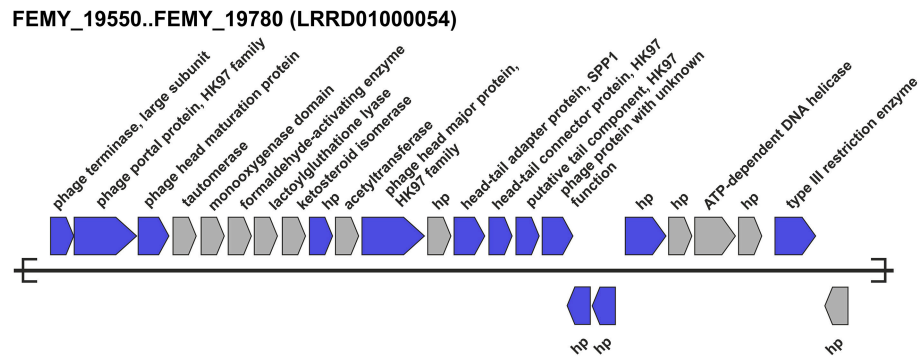 FEMY_19550..FEMY_19780 (LRRD01000054)
phage terminase, large subunit
phage portal protein, HK97 family
phage head maturation protein
tautomerase
monooxygenase domain
formaldehyde-activating enzyme
lactoylgluthatione lyase
ketosteroid isomerase
hp
acetyltransferase
phage head major protein,
HK97 family
hp
head-tail adapter protein, SPP1
head-tail connector protein, HK97
putative tail component, HK97
phage protein with unknown
function
hp
hp
ATP-dependent DNA helicase
hp
type III restriction enzyme
hp
hp
hp